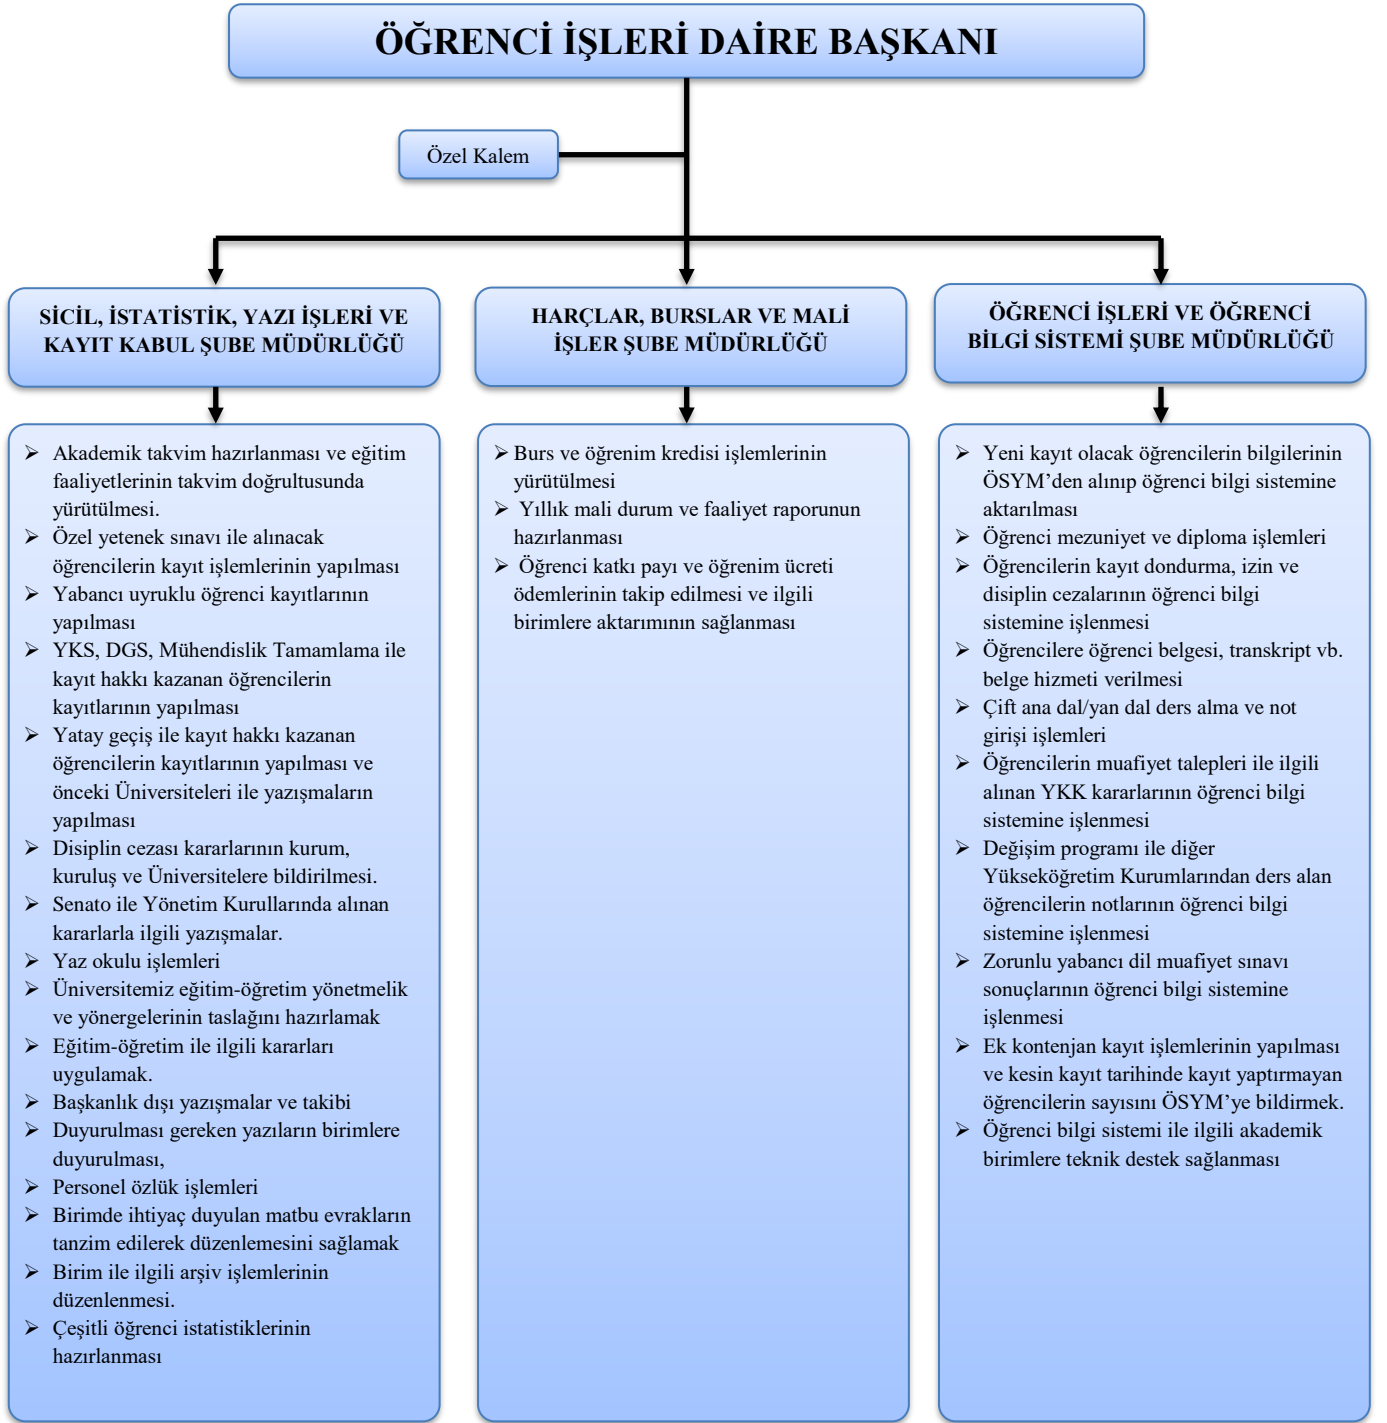 ÖĞRENCİ İŞLERİ DAİRE BAŞKANI
Özel Kalem
SİCİL, İSTATİSTİK, YAZI İŞLERİ VE
KAYIT KABUL ŞUBE MÜDÜRLÜĞÜ
➢ Akademik takvim hazırlanması ve eğitim
faaliyetlerinin takvim doğrultusunda
yürütülmesi.
➢ Özel yetenek sınavı ile alınacak
öğrencilerin kayıt işlemlerinin yapılması
➢ Yabancı uyruklu öğrenci kayıtlarının
yapılması
➢ YKS, DGS, Mühendislik Tamamlama ile
kayıt hakkı kazanan öğrencilerin
kayıtlarının yapılması
➢ Yatay geçiş ile kayıt hakkı kazanan
öğrencilerin kayıtlarının yapılması ve
önceki Üniversiteleri ile yazışmaların
yapılması
➢ Disiplin cezası kararlarının kurum,
kuruluş ve Üniversitelere bildirilmesi.
➢ Senato ile Yönetim Kurullarında alınan
kararlarla ilgili yazışmalar.
➢ Yaz okulu işlemleri
➢ Üniversitemiz eğitim-öğretim yönetmelik
ve yönergelerinin taslağını hazırlamak
➢ Eğitim-öğretim ile ilgili kararları
uygulamak.
➢ Başkanlık dışı yazışmalar ve takibi
➢ Duyurulması gereken yazıların birimlere
duyurulması,
➢ Personel özlük işlemleri
➢ Birimde ihtiyaç duyulan matbu evrakların
tanzim edilerek düzenlemesini sağlamak
➢ Birim ile ilgili arşiv işlemlerinin
düzenlenmesi.
➢ Çeşitli öğrenci istatistiklerinin
hazırlanması
HARÇLAR, BURSLAR VE MALİ
İŞLER ŞUBE MÜDÜRLÜĞÜ
➢ Burs ve öğrenim kredisi işlemlerinin
yürütülmesi
➢ Yıllık mali durum ve faaliyet raporunun
hazırlanması
➢ Öğrenci katkı payı ve öğrenim ücreti
ödemlerinin takip edilmesi ve ilgili
birimlere aktarımının sağlanması
ÖĞRENCİ İŞLERİ VE ÖĞRENCİ
BİLGİ SİSTEMİ ŞUBE MÜDÜRLÜĞÜ
➢ Yeni kayıt olacak öğrencilerin bilgilerinin
ÖSYM’den alınıp öğrenci bilgi sistemine
aktarılması
➢ Öğrenci mezuniyet ve diploma işlemleri
➢ Öğrencilerin kayıt dondurma, izin ve
disiplin cezalarının öğrenci bilgi
sistemine işlenmesi
➢ Öğrencilere öğrenci belgesi, transkript vb.
belge hizmeti verilmesi
➢ Çift ana dal/yan dal ders alma ve not
girişi işlemleri
➢ Öğrencilerin muafiyet talepleri ile ilgili
alınan YKK kararlarının öğrenci bilgi
sistemine işlenmesi
➢ Değişim programı ile diğer
Yükseköğretim Kurumlarından ders alan
öğrencilerin notlarının öğrenci bilgi
sistemine işlenmesi
➢ Zorunlu yabancı dil muafiyet sınavı
sonuçlarının öğrenci bilgi sistemine
işlenmesi
➢ Ek kontenjan kayıt işlemlerinin yapılması
ve kesin kayıt tarihinde kayıt yaptırmayan
öğrencilerin sayısını ÖSYM’ye bildirmek.
➢ Öğrenci bilgi sistemi ile ilgili akademik
birimlere teknik destek sağlanması